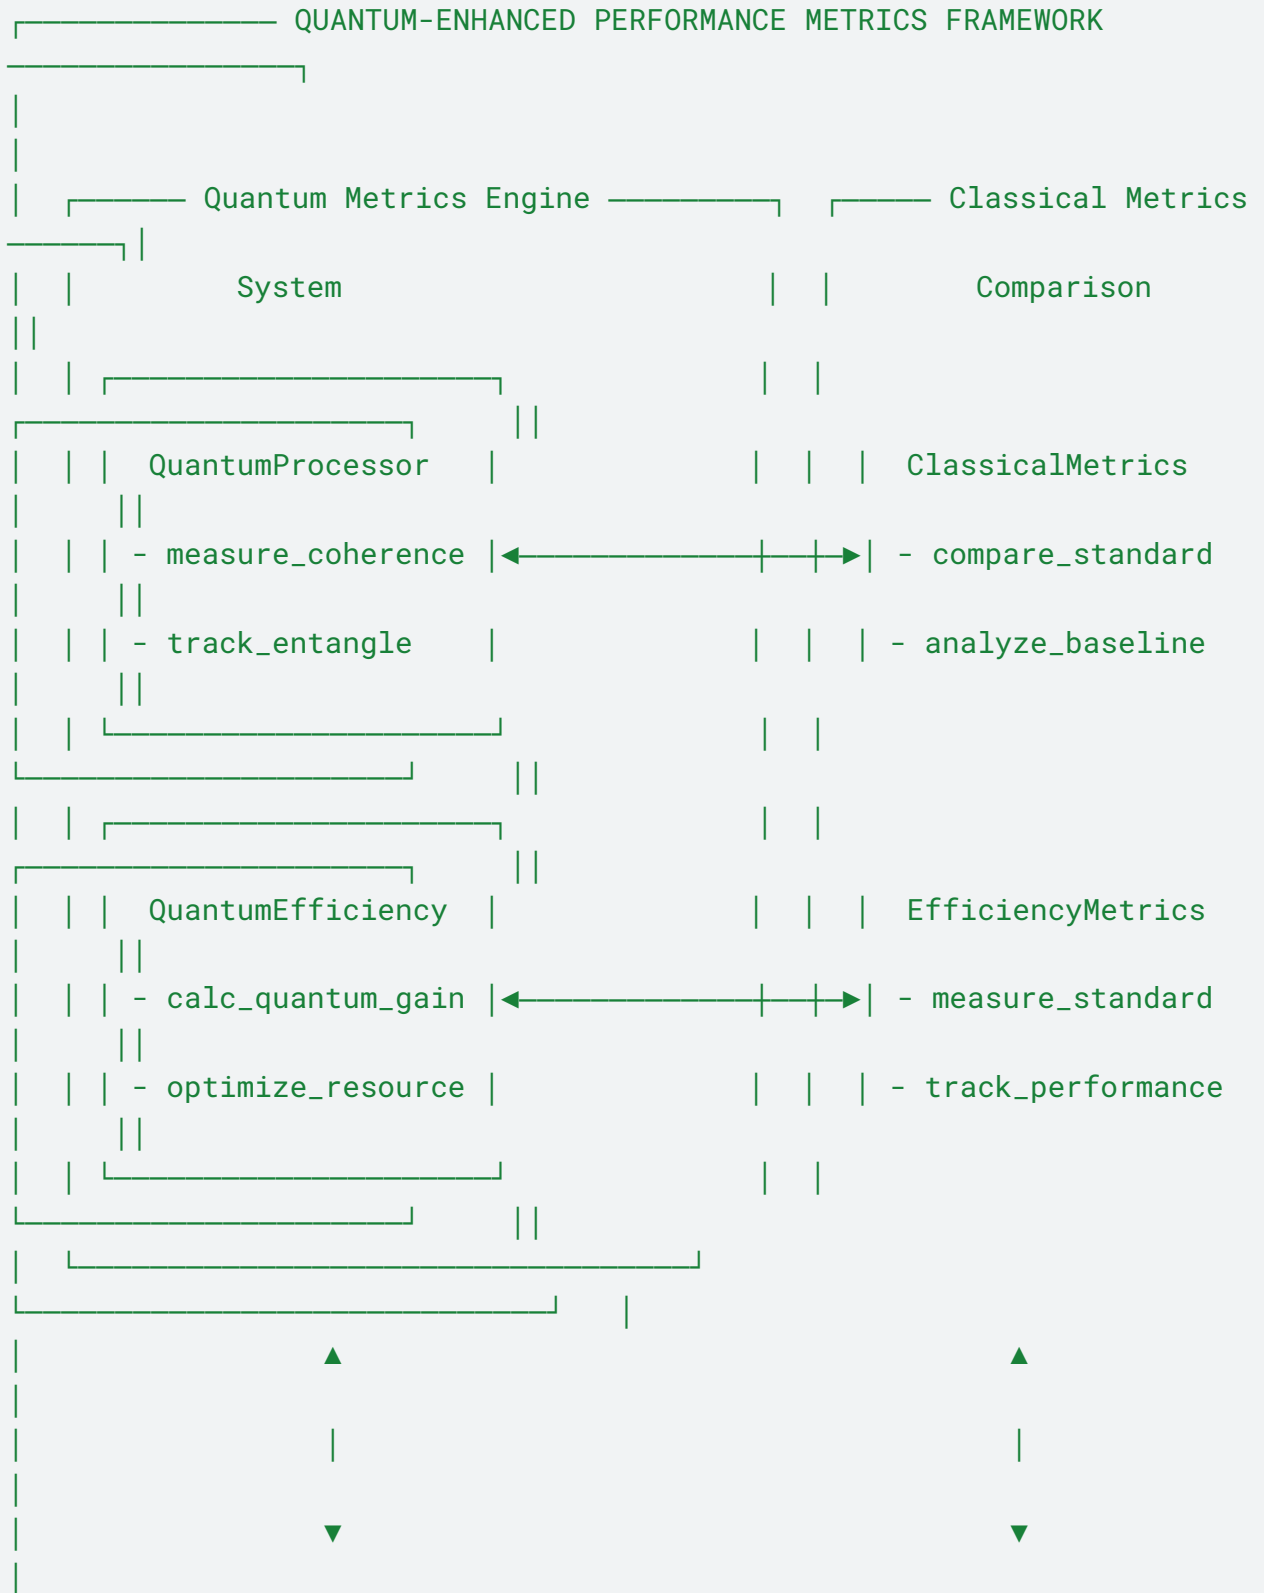 ┌─────────────── QUANTUM-ENHANCED PERFORMANCE METRICS FRAMEWORK
────────────────┐
│
│
│  ┌────── Quantum Metrics Engine ─────────┐  ┌───── Classical Metrics
──────┐│
│  │         System                        │  │        Comparison
││
│  │ ┌─────────────────────┐              │  │
┌─────────────────────┐     ││
│  │ │  QuantumProcessor   │              │  │  │  ClassicalMetrics
│     ││
│  │ │ - measure_coherence │◄─────────────┼──┼─►│ - compare_standard
│     ││
│  │ │ - track_entangle    │              │  │  │ - analyze_baseline
│     ││
│  │ └─────────────────────┘              │  │
└─────────────────────┘     ││
│  │ ┌─────────────────────┐              │  │
┌─────────────────────┐     ││
│  │ │  QuantumEfficiency  │              │  │  │  EfficiencyMetrics
│     ││
│  │ │ - calc_quantum_gain │◄─────────────┼──┼─►│ - measure_standard
│     ││
│  │ │ - optimize_resource │              │  │  │ - track_performance
│     ││
│  │ └─────────────────────┘              │  │
└─────────────────────┘     ││
│  └──────────────────────────────────┘
└─────────────────────────────┘   │
│                 ▲                                     ▲
│
│                 │                                     │
│
│                 ▼                                     ▼
│